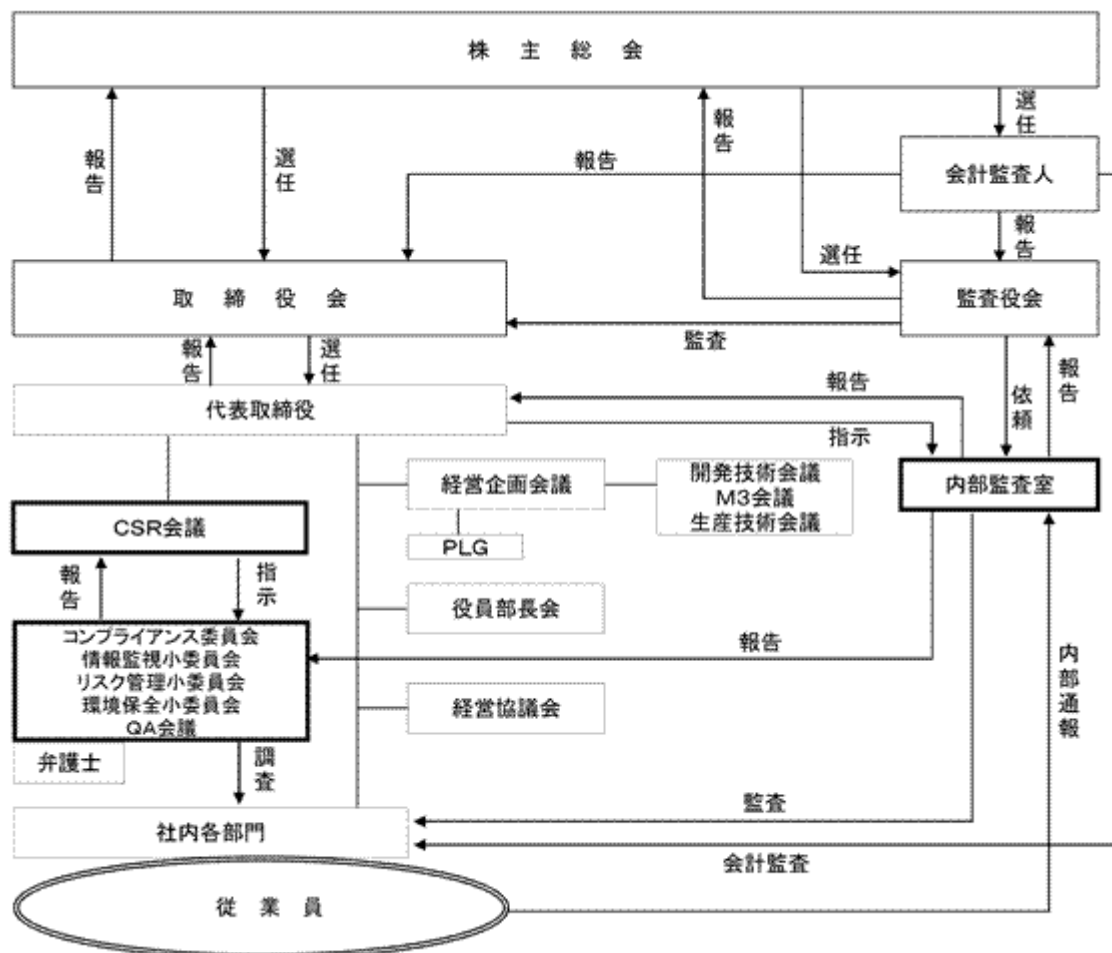 株主総会
報告
選任
報告
選任
報告
会計監査人
報告
選任
取締役会
監査役会
監査
報告
選任
報告
依頼
報告
代表取締役
指示
経営企画会議
開発技術会議
M3会議
生産技術会議
内部監査室
CSR会議
PLG
報告
指示
役員部長会
コンプライアンス委員会
情報監視小委員会
リスク管理小委員会
環境保全小委員会
QA会議
報告
内部通報
経営協議会
弁護士
調査
監査
社内各部門
会計監査
従業員